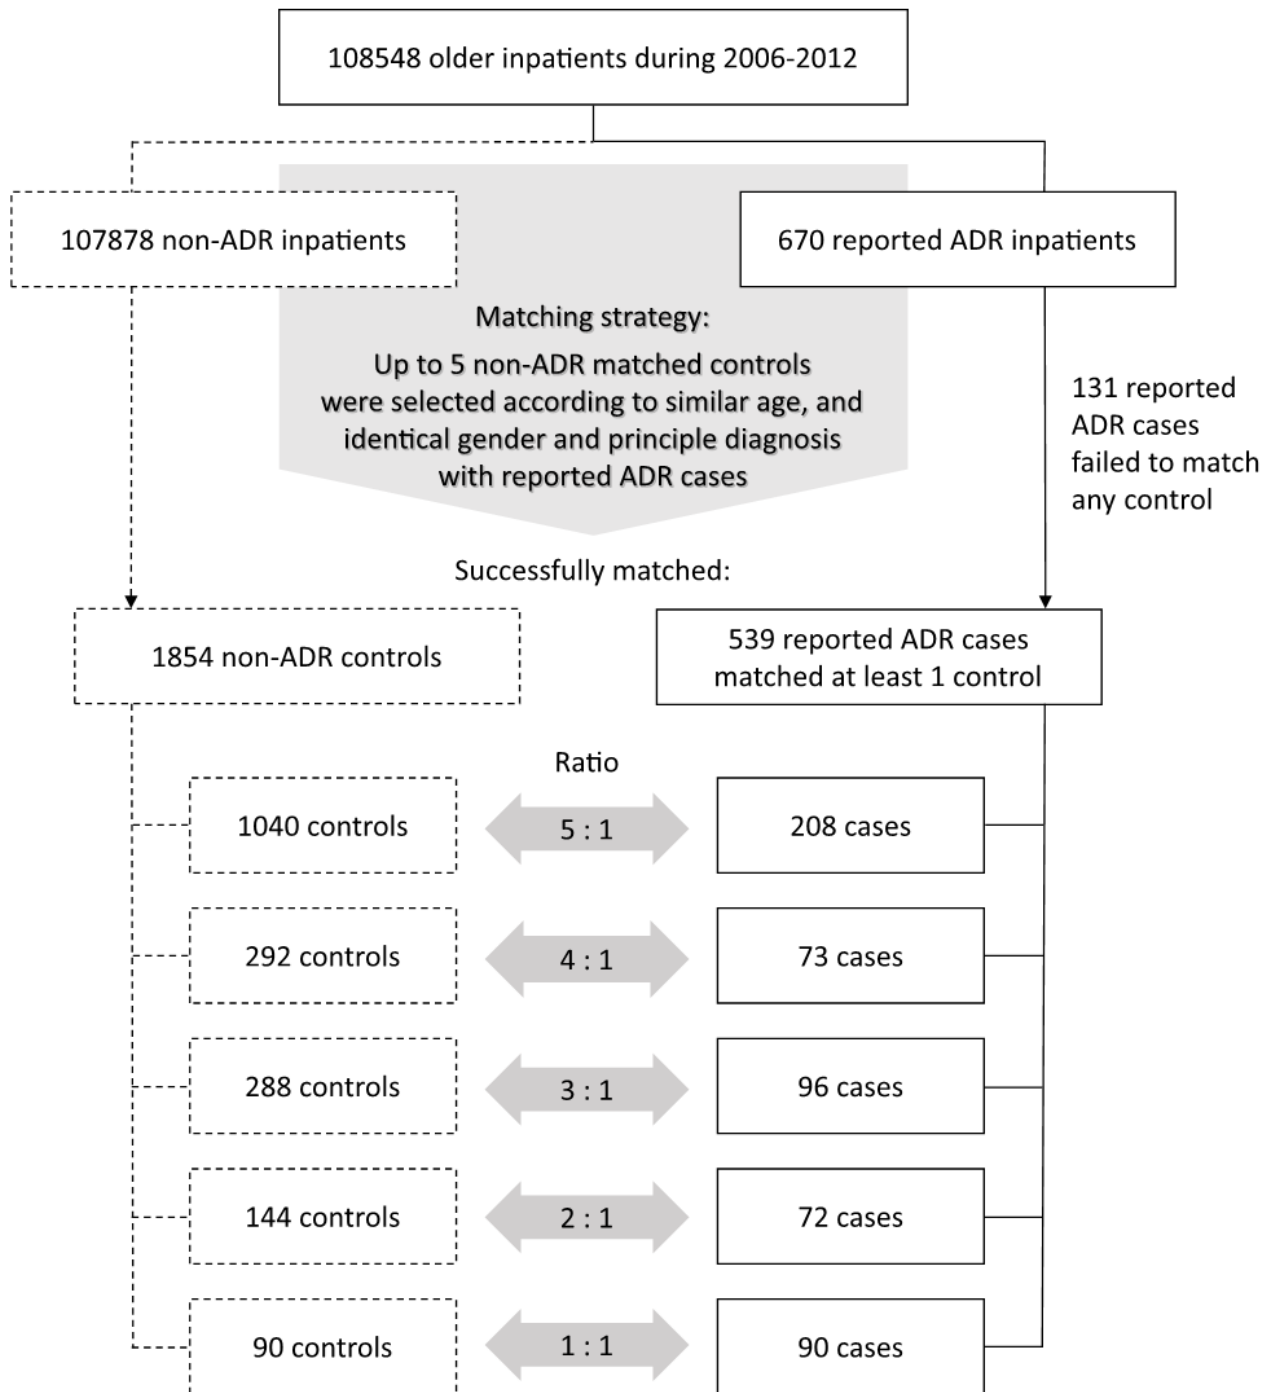 108548 older inpatients during 2006-2012
107878 non-ADR inpatients
670 reported ADR inpatients
Matching strategy:
Up to 5 non-ADR matched controls
were selected according to similar age, and
identical gender and principle diagnosis
with reported ADR cases
131 reported
ADR cases
failed to match
any control
Successfully matched:
1854 non-ADR controls
539 reported ADR cases
matched at least 1 control
Ratio
1040 controls
5 : 1
208 cases
292 controls
4 : 1
73 cases
288 controls
3 : 1
96 cases
144 controls
2 : 1
72 cases
90 controls
1 : 1
90 cases